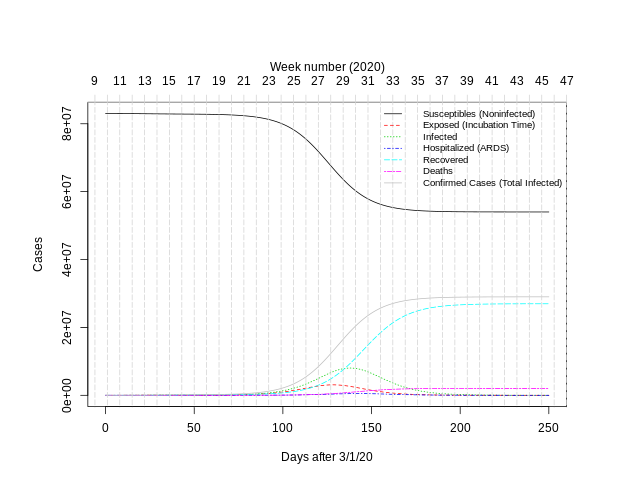 Week number (2020)
9 11 13 15 17 19 21 23 25 27 29 31 33 35 37 39 41 43 45 47
Susceptibles (Noninfected)
Exposed (Incubation Time)
Infected
Hospitalized (ARDS)
Recovered
Deaths
Confirmed Cases (Total Infected)
Cases
8e+07
6e+07
4e+07
2e+07
0e+00
0 50 100 150 200 250
Days after 3/1/20